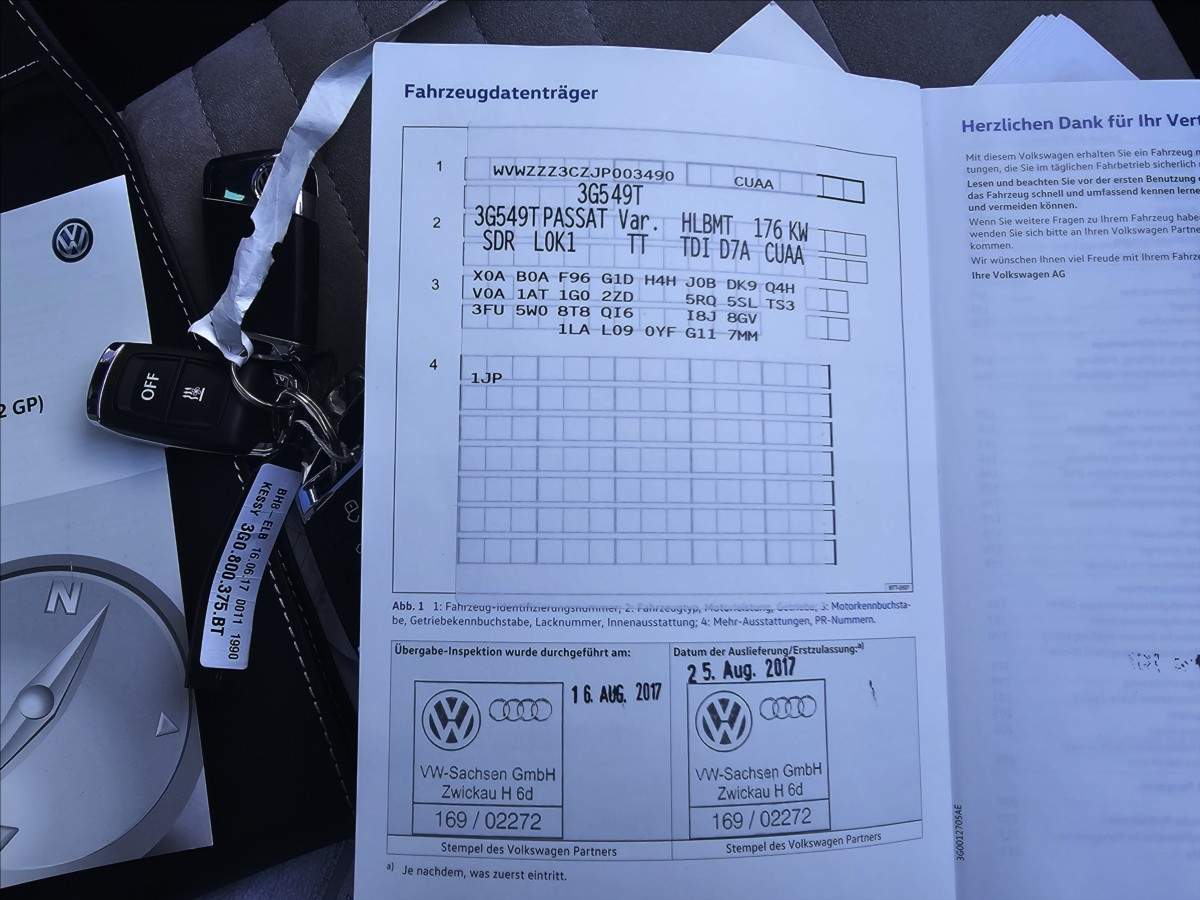 Fahrzeugdatenträger
1
WVWZZZ3CZJP003490
CUAA
3G549T
2
3G549T PASSAT Var. HLBMT 176 KW
SDR LOK1 TT TDI D7A CUAA
3
X0A B0A F96 G1D H4H J0B DK9 Q4H
V0A 1AT 1G0 2ZD 5RQ 5SL TS3
3FU 5W0 8T8 QI6 I8J 8GV
1LA L09 0YF G11 7MM
4
1JP
Abb. 1 1: Fahrzeug-Identifizierungsnummer; 2: Fahrzeugtyp, Motorleistung, Getriebe; 3: Motorkennbuchsta-
be, Getriebekennbuchstabe, Lacknummer, Innenausstattung; 4: Mehr-Ausstattungen, PR-Nummern.
Übergabe-Inspektion wurde durchgeführt am:
16. AUG. 2017
VW-Sachsen GmbH
Zwickau H 6d
169 / 02272
Stempel des Volkswagen Partners
Datum der Auslieferung/Erstzulassung:a)
25. Aug. 2017
VW-Sachsen GmbH
Zwickau H 6d
169 / 02272
Stempel des Volkswagen Partners
a) Je nachdem, was zuerst eintritt.
Herzlichen Dank für Ihr Vert
Mit diesem Volkswagen erhalten Sie ein Fahrzeug
tungen, die Sie im täglichen Fahrbetrieb sicherlich
Lesen und beachten Sie vor der ersten Benutzung
das Fahrzeug schnell und umfassend kennen lerne
und vermeiden können.
Wenn Sie weitere Fragen zu Ihrem Fahrzeug habe
wenden Sie sich bitte an Ihren Volkswagen Partne
kommen.
Wir wünschen Ihnen viel Freude mit Ihrem Fahrze
Ihre Volkswagen AG
3G0012705AE
2 GP)
OFF
BH8- ELB 16.06.17 0011 1990
KESSY 3G0.800.375.BT
N